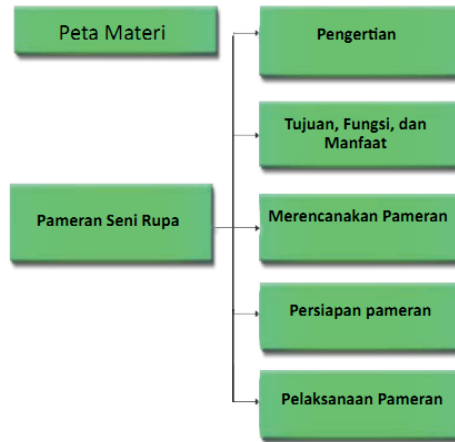 Peta Materi
Pengertian
Tujuan, Fungsi, dan
Manfaat
Pameran Seni Rupa
Merencanakan Pameran
Persiapan pameran
Pelaksanaan Pameran